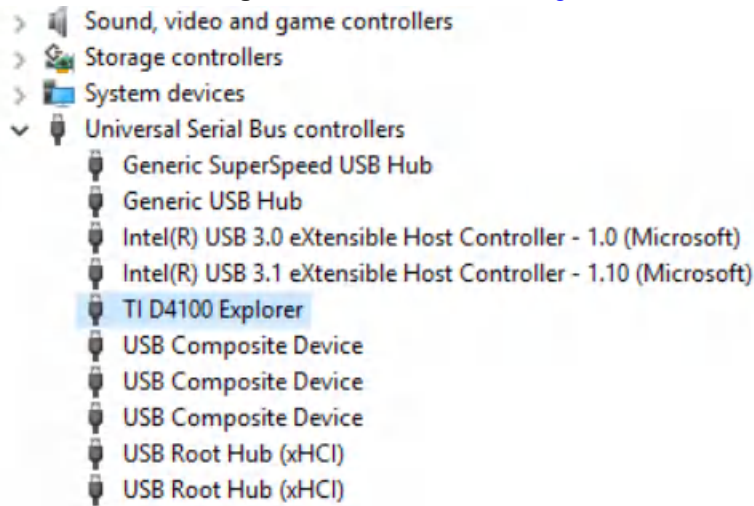 Sound, video and game controllers
Storage controllers
System devices
Universal Serial Bus controllers
Generic SuperSpeed USB Hub
Generic USB Hub
Intel(R) USB 3.0 eXtensible Host Controller - 1.0 (Microsoft)
Intel(R) USB 3.1 eXtensible Host Controller - 1.10 (Microsoft)
TI D4100 Explorer
USB Composite Device
USB Composite Device
USB Composite Device
USB Root Hub (xHCI)
USB Root Hub (xHCI)